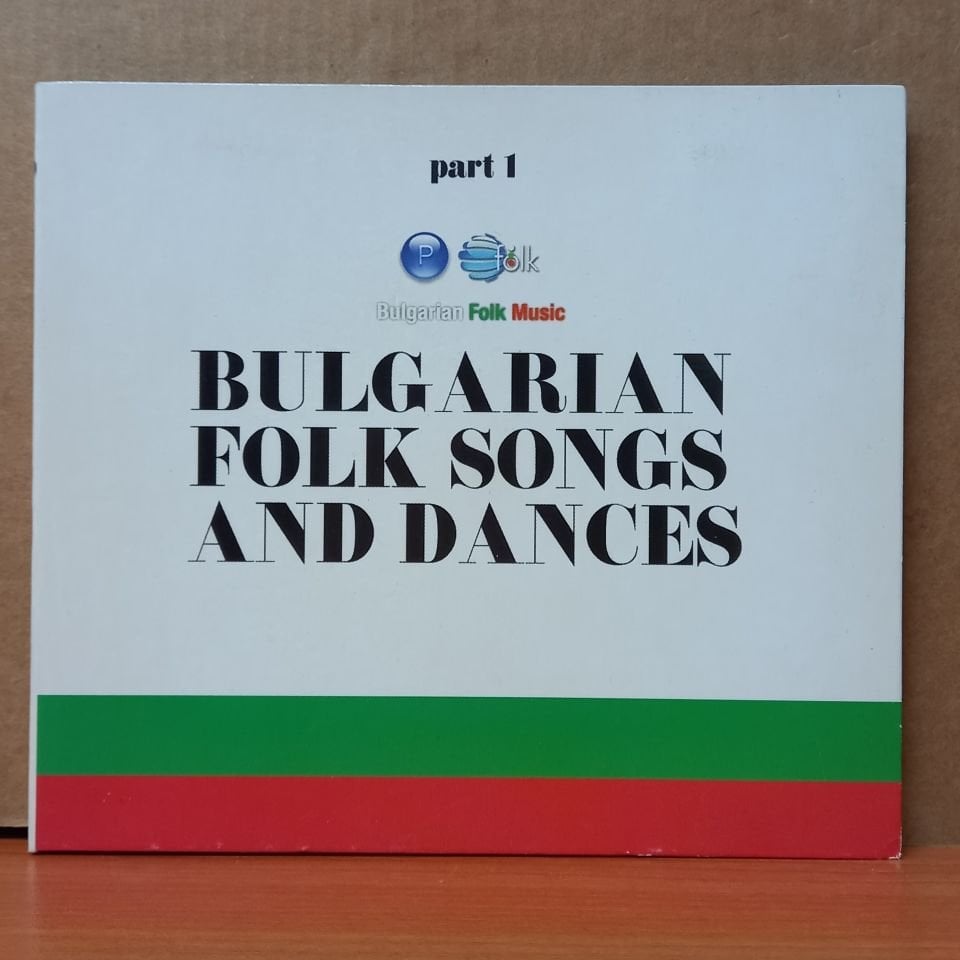 part 1
P folk
Bulgarian Folk Music
BULGARIAN
FOLK SONGS
AND DANCES